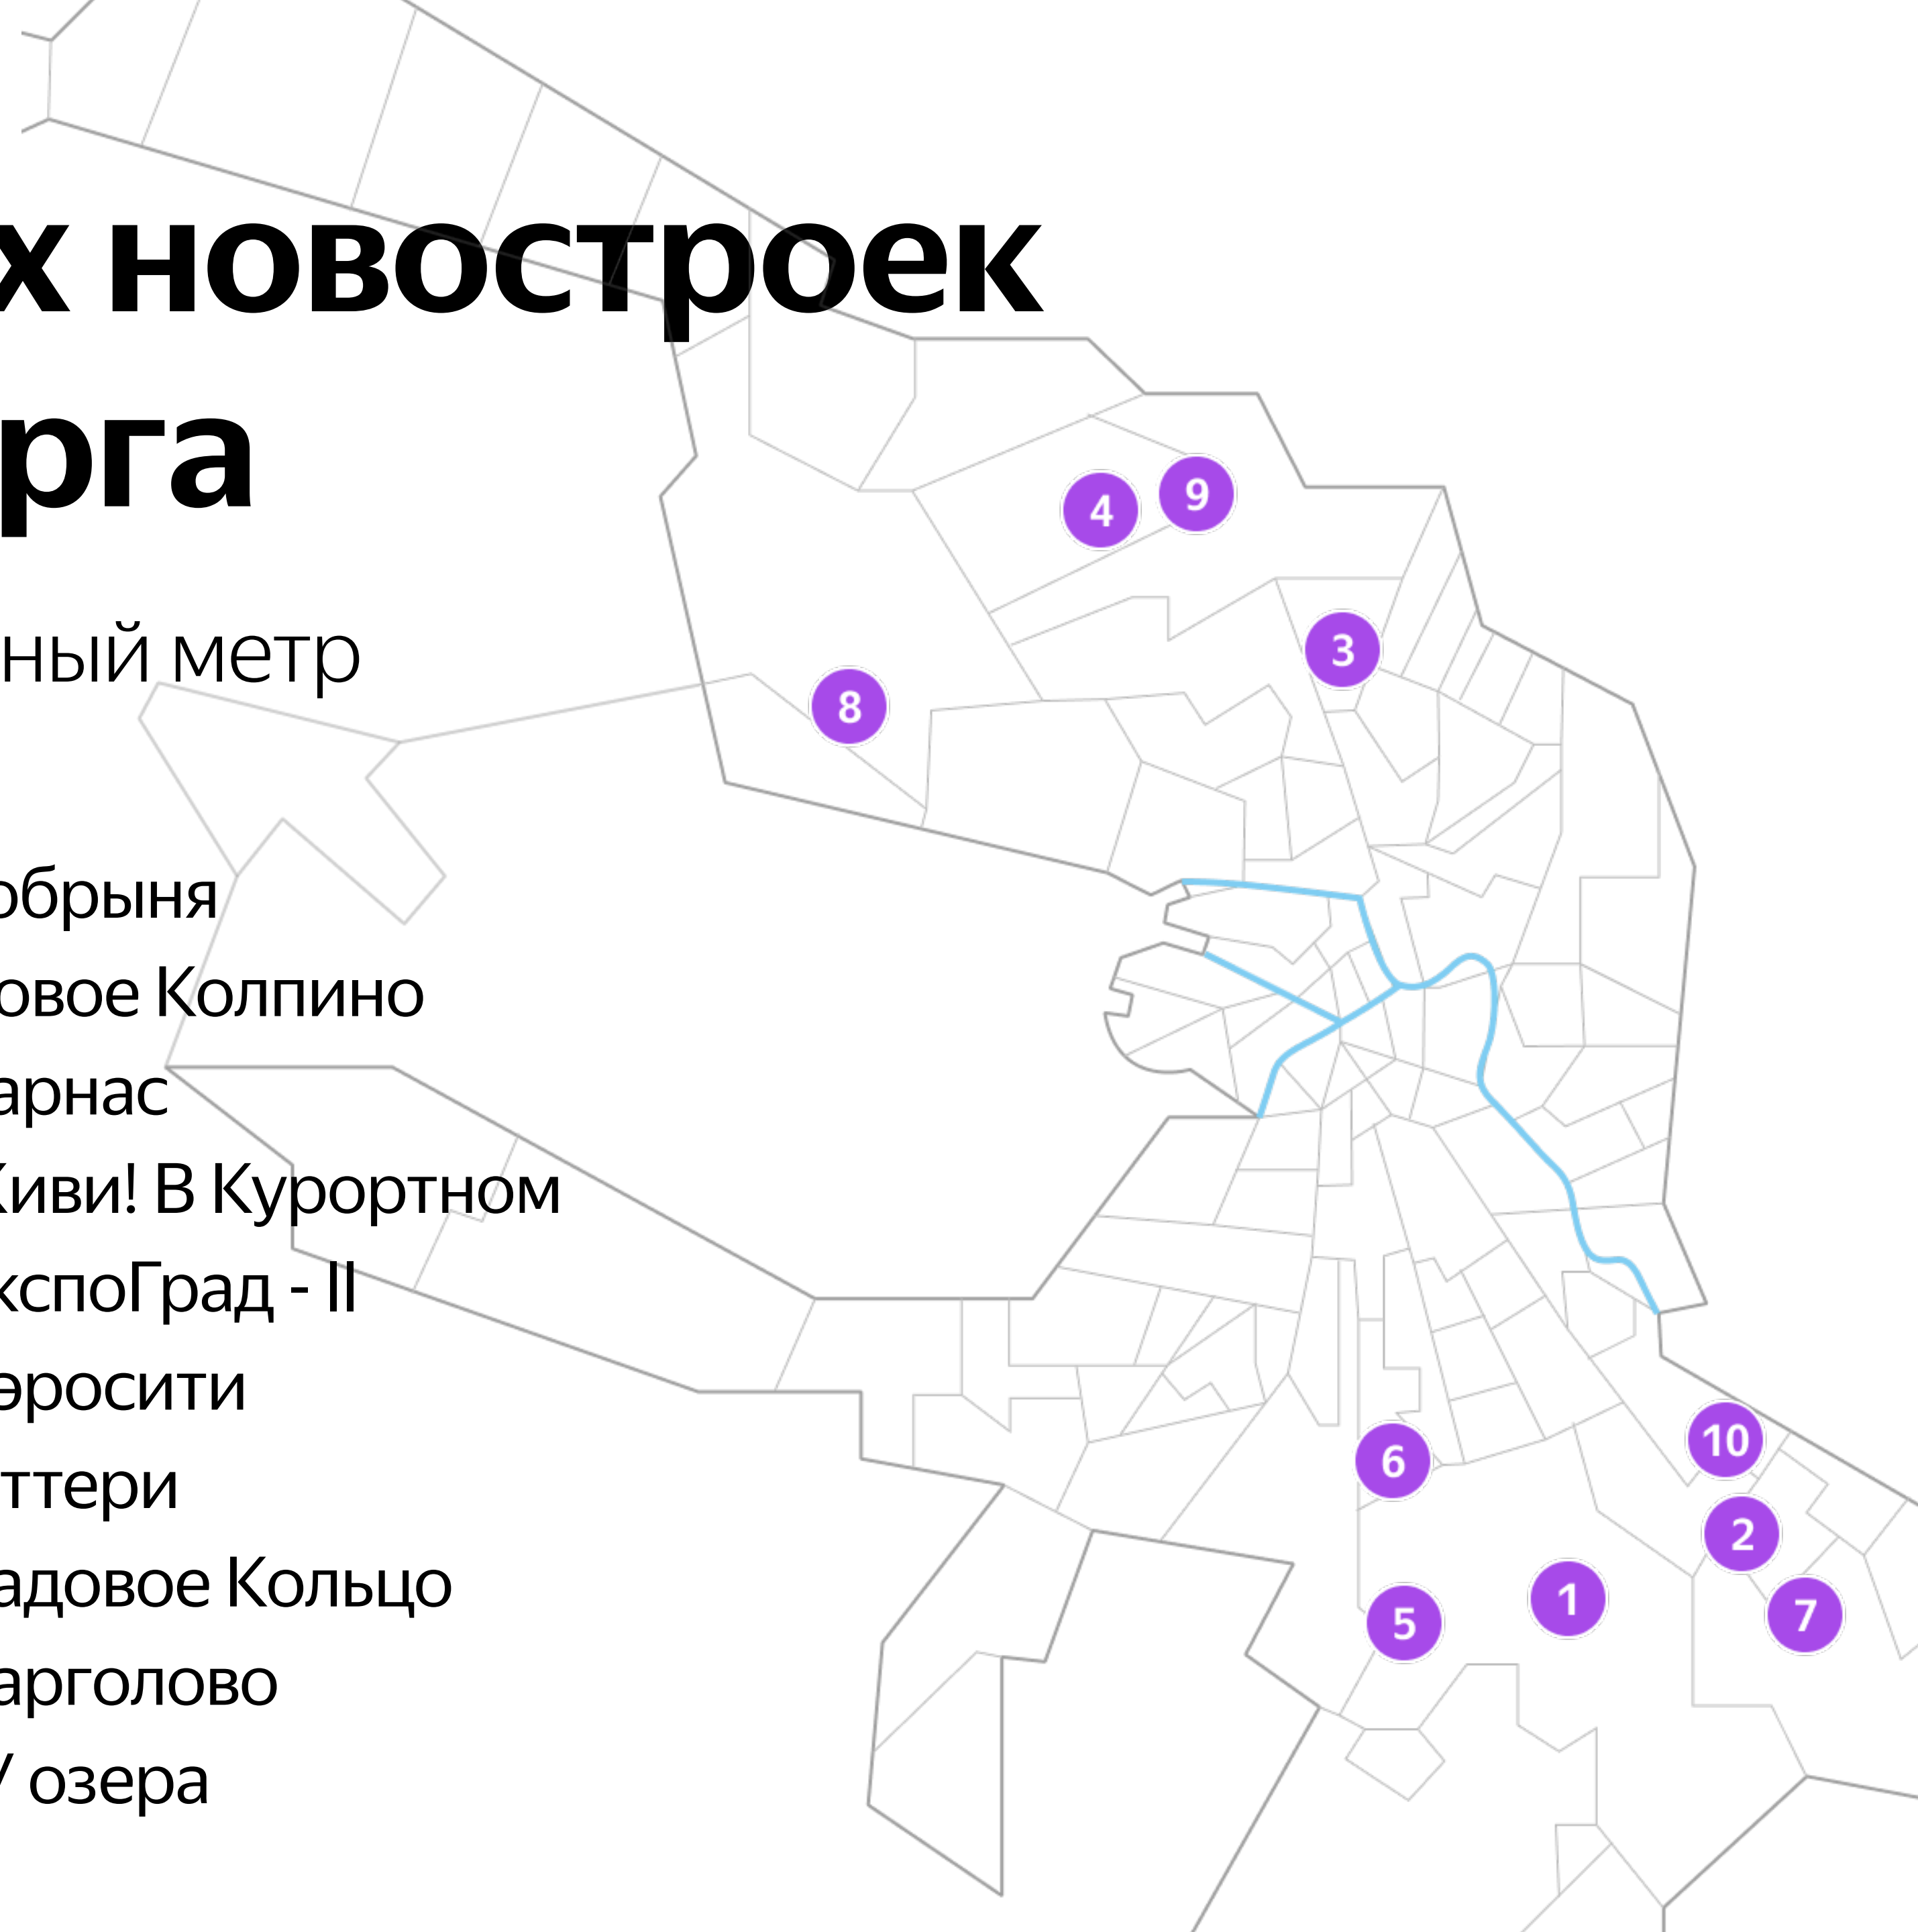 х новостроек
рга
ный метр
обрыня
овое Колпино
арнас
Живи! В Курортном
кспоГрад - II
эросити
ттери
адовое Кольцо
арголово
У озера
4
9
3
8
10
6
2
1
5
7